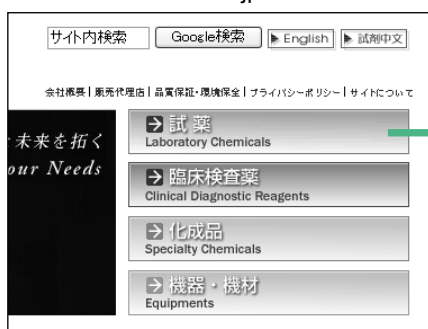 サイト内検索 Google検索 English 試剤中文
会社概要 | 販売代理店 | 品質保証・環境保全 | プライバシーポリシー | サイトについて
未来を拓く
our Needs
試 薬
Laboratory Chemicals
臨床検査薬
Clinical Diagnostic Reagents
化成品
Specialty Chemicals
機器・機材
Equipments